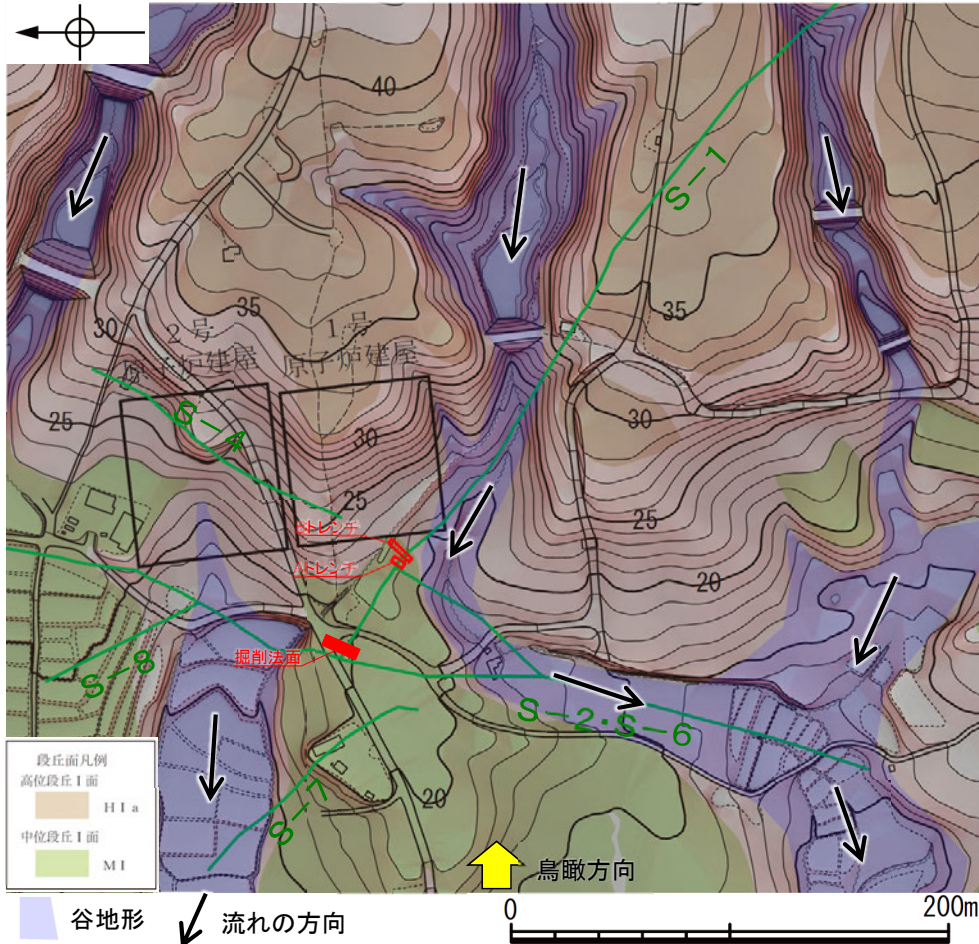 40
S-1
30
35
2号
原子炉建屋
1号
原子炉建屋
35
25
S-4
30
30
25
Bトレンチ
Aトレンチ
25
20
掘削法面
S-8
S-2・S-6
S-7
20
段丘面凡例
高位段丘Ⅰ面
HⅠa
中位段丘Ⅰ面
MⅠ
鳥瞰方向
谷地形
流れの方向
0
200m